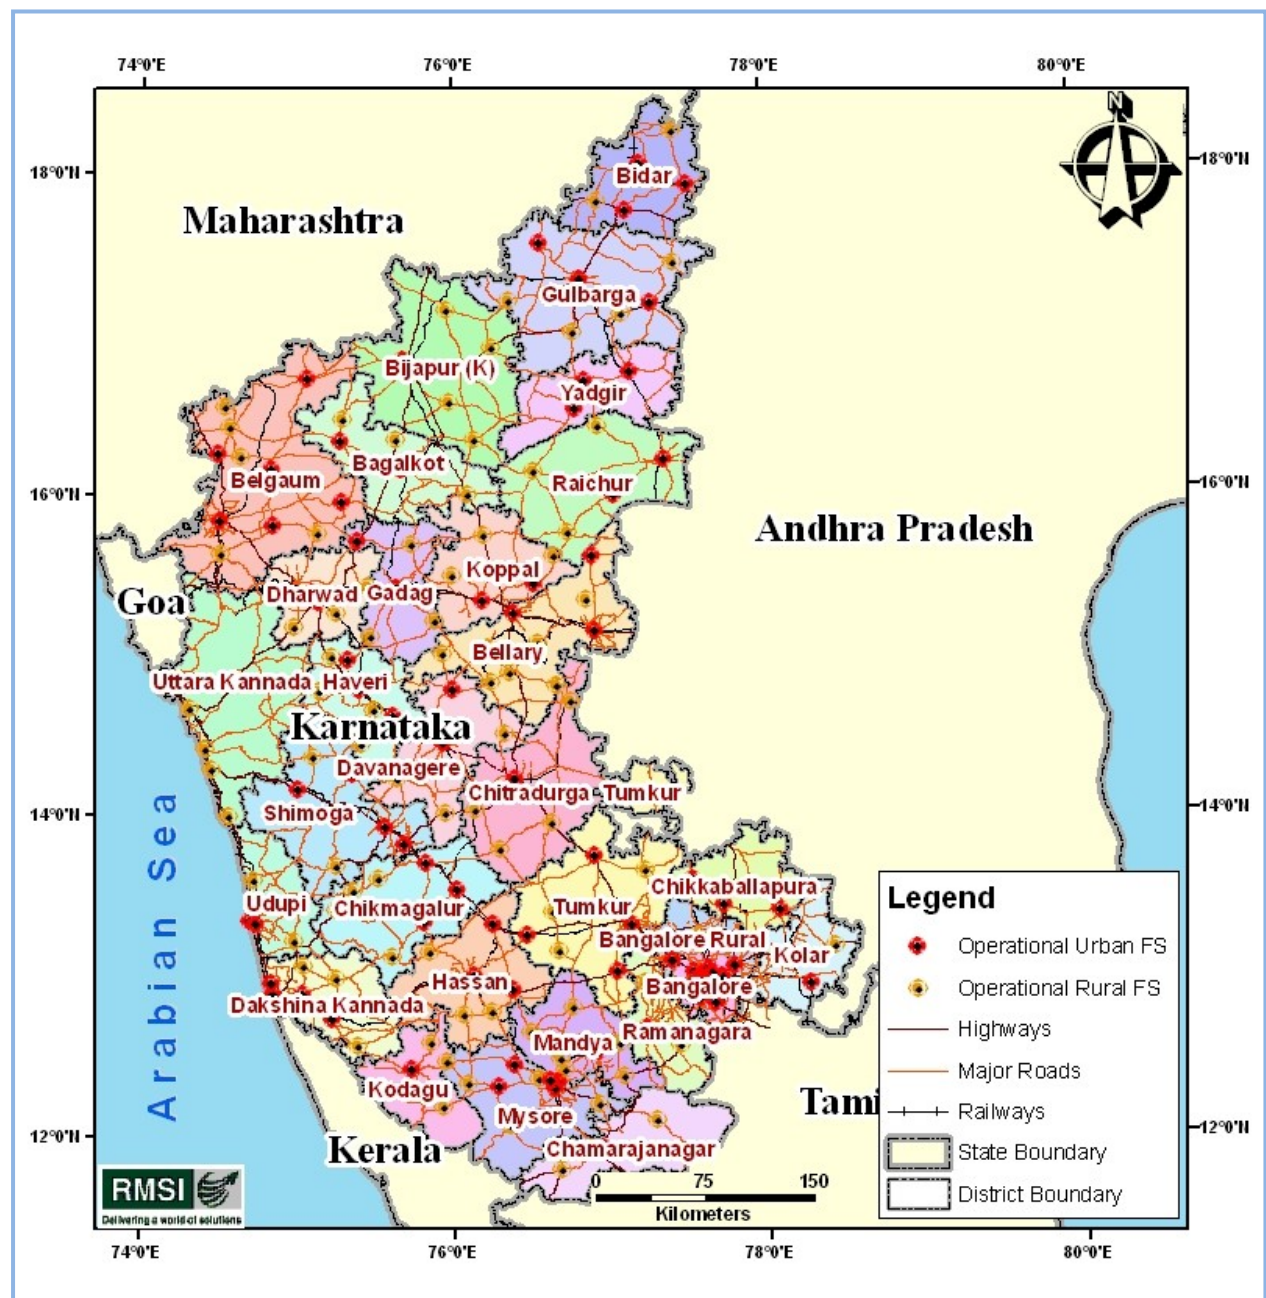 74°0'E 76°0'E 78°0'E 80°0'E
N
18°0'N 18°0'N
Bidar
Maharashtra
Gulbarga
Bijapur (K)
Yadgir
Bagalkot
Belgaum
Raichur
16°0'N 16°0'N
Andhra Pradesh
Koppal
Dharwad Gadag
Goa
Bellary
Uttara Kannada Haveri
Karnataka
Davanagere
Chitradurga Tumkur
Shimoga
14°0'N 14°0'N
Arabian Sea
Chikkaballapura
Udupi
Chikmagalur
Tumkur
Bangalore Rural
Kolar
Hassan
Bangalore
Dakshina Kannada
Ramanagara
Mandya
Kodagu
Mysore
Tami
12°0'N 12°0'N
Kerala
Chamarajanagar
Legend
Operational Urban FS
Operational Rural FS
Highways
Major Roads
Railways
State Boundary
District Boundary
RMSI
Delivering a world of solutions
0 75 150
Kilometers
74°0'E 76°0'E 78°0'E 80°0'E